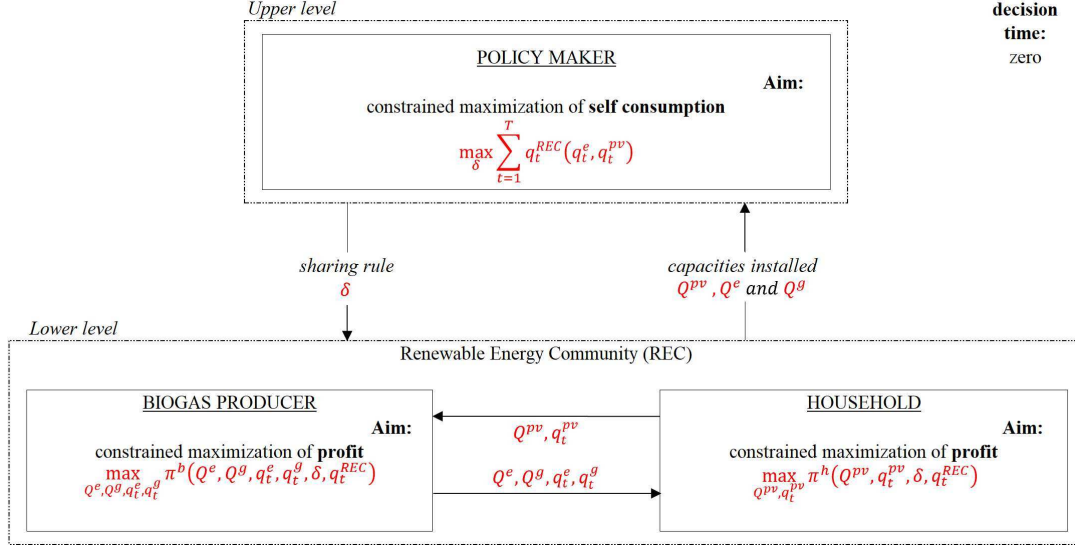 Upper level
decision
time:
zero
POLICY MAKER
Aim:
constrained maximization of self consumption
max_δ ∑_{t=1}^{T} q_t^{REC}(q_t^e, q_t^{pv})
sharing rule
δ
capacities installed
Q^{pv} , Q^e and Q^g
Lower level
Renewable Energy Community (REC)
BIOGAS PRODUCER
Aim:
constrained maximization of profit
max_{Q^e,Q^g,q_t^e,q_t^g} π^b(Q^e, Q^g, q_t^e, q_t^g, δ, q_t^{REC})
Q^{pv}, q_t^{pv}
Q^e, Q^g, q_t^e, q_t^g
HOUSEHOLD
Aim:
constrained maximization of profit
max_{Q^{pv},q_t^{pv}} π^h(Q^{pv}, q_t^{pv}, δ, q_t^{REC})